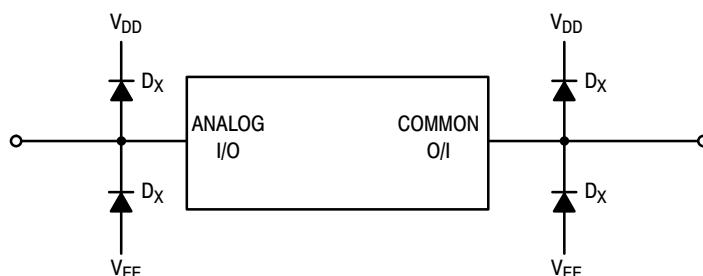 VDD VDD
DX DX
ANALOG COMMON
I/O O/I
DX DX
VEE VEE